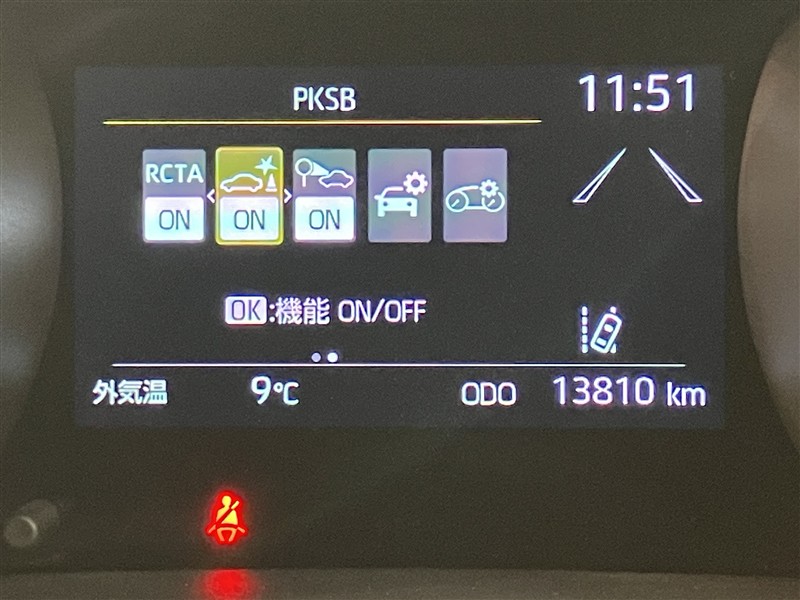 PKSB
11:51
RCTA
ON ON ON
OK:機能 ON/OFF
外気温 9℃ ODO 13810 km